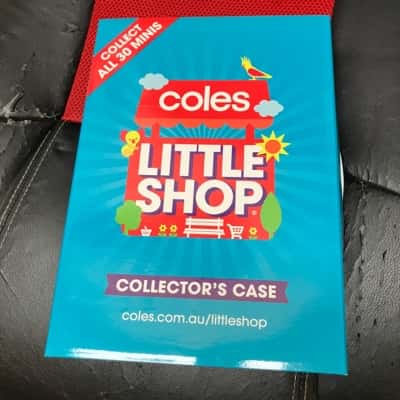 COLLECT
ALL 30 MINIS
coles
LITTLE
SHOP
COLLECTOR'S CASE
coles.com.au/littleshop